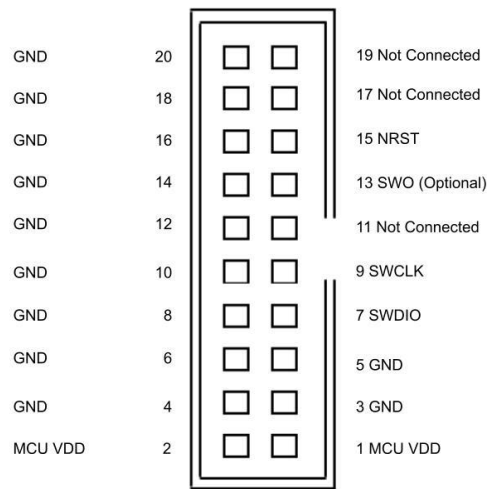 GND 20 19 Not Connected
GND 18 17 Not Connected
GND 16 15 NRST
GND 14 13 SWO (Optional)
GND 12 11 Not Connected
GND 10 9 SWCLK
GND 8 7 SWDIO
GND 6 5 GND
GND 4 3 GND
MCU VDD 2 1 MCU VDD